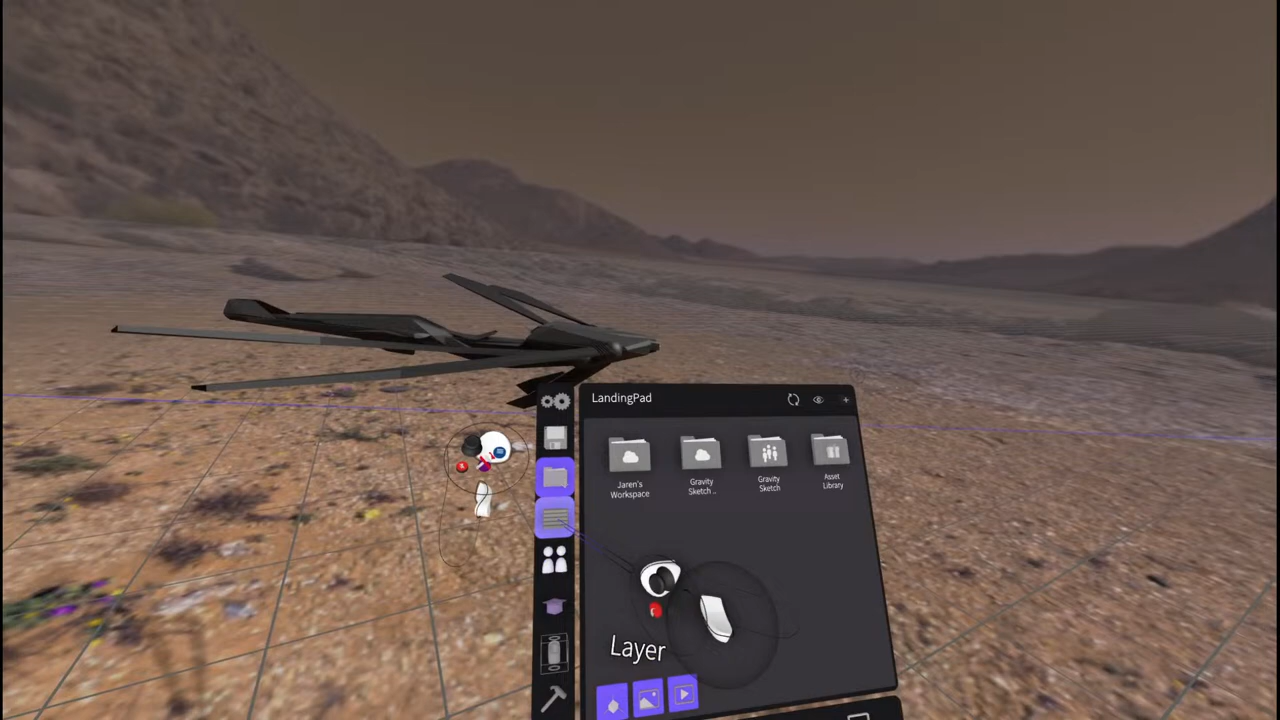 LandingPad
Jaren's
Workspace
Gravity
Sketch ..
Gravity
Sketch
Asset
Library
Layer